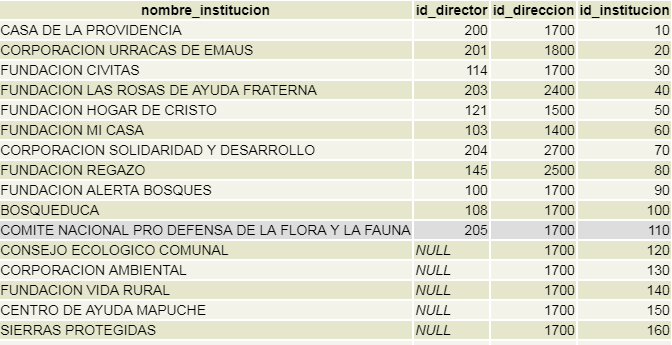 nombre_institucion id_director id_direccion id_institucion
CASA DE LA PROVIDENCIA 200 1700 10
CORPORACION URRACAS DE EMAUS 201 1800 20
FUNDACION CIVITAS 114 1700 30
FUNDACION LAS ROSAS DE AYUDA FRATERNA 203 2400 40
FUNDACION HOGAR DE CRISTO 121 1500 50
FUNDACION MI CASA 103 1400 60
CORPORACION SOLIDARIDAD Y DESARROLLO 204 2700 70
FUNDACION REGAZO 145 2500 80
FUNDACION ALERTA BOSQUES 100 1700 90
BOSQUEDUCA 108 1700 100
COMITE NACIONAL PRO DEFENSA DE LA FLORA Y LA FAUNA 205 1700 110
CONSEJO ECOLOGICO COMUNAL NULL 1700 120
CORPORACION AMBIENTAL NULL 1700 130
FUNDACION VIDA RURAL NULL 1700 140
CENTRO DE AYUDA MAPUCHE NULL 1700 150
SIERRAS PROTEGIDAS NULL 1700 160